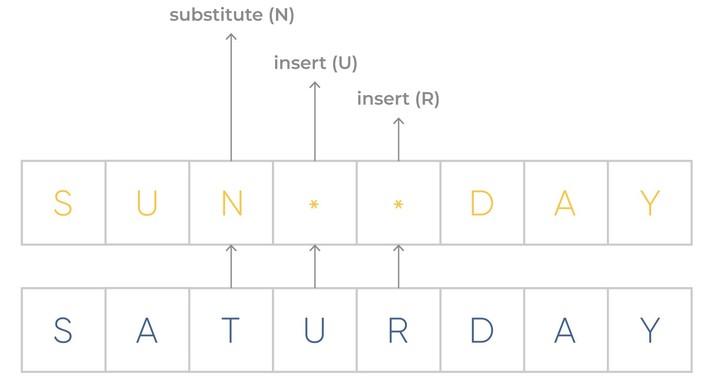 substitute (N)
insert (U)
insert (R)
S U N * * D A Y
S A T U R D A Y